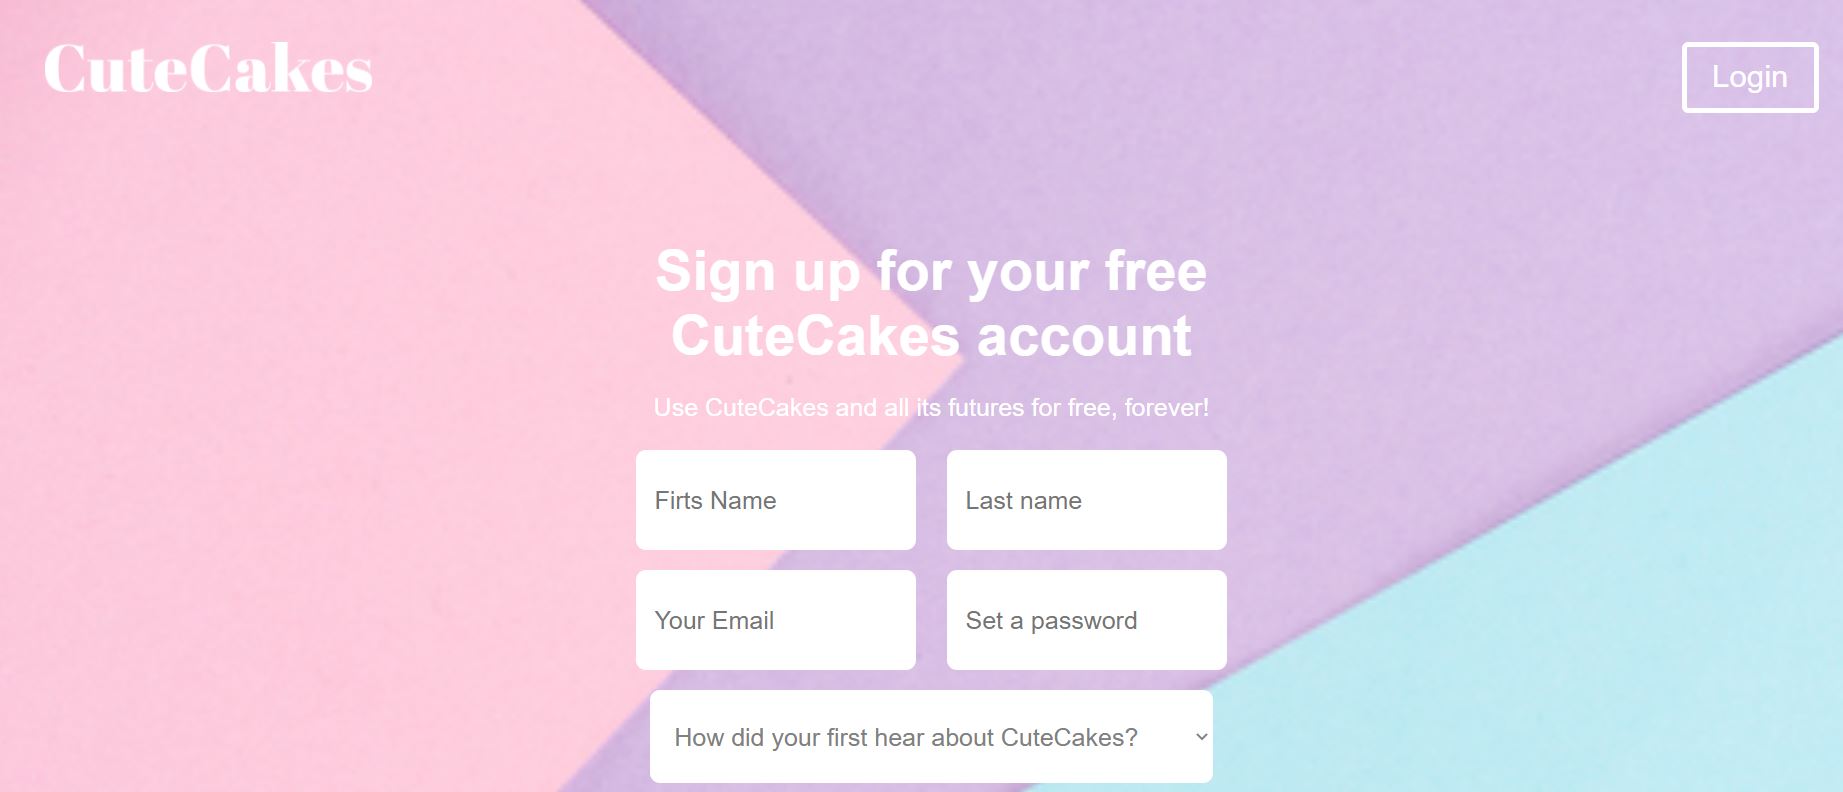 CuteCakes
Login
Sign up for your free
CuteCakes account
Use CuteCakes and all its futures for free, forever!
Firts Name
Last name
Your Email
Set a password
How did your first hear about CuteCakes?